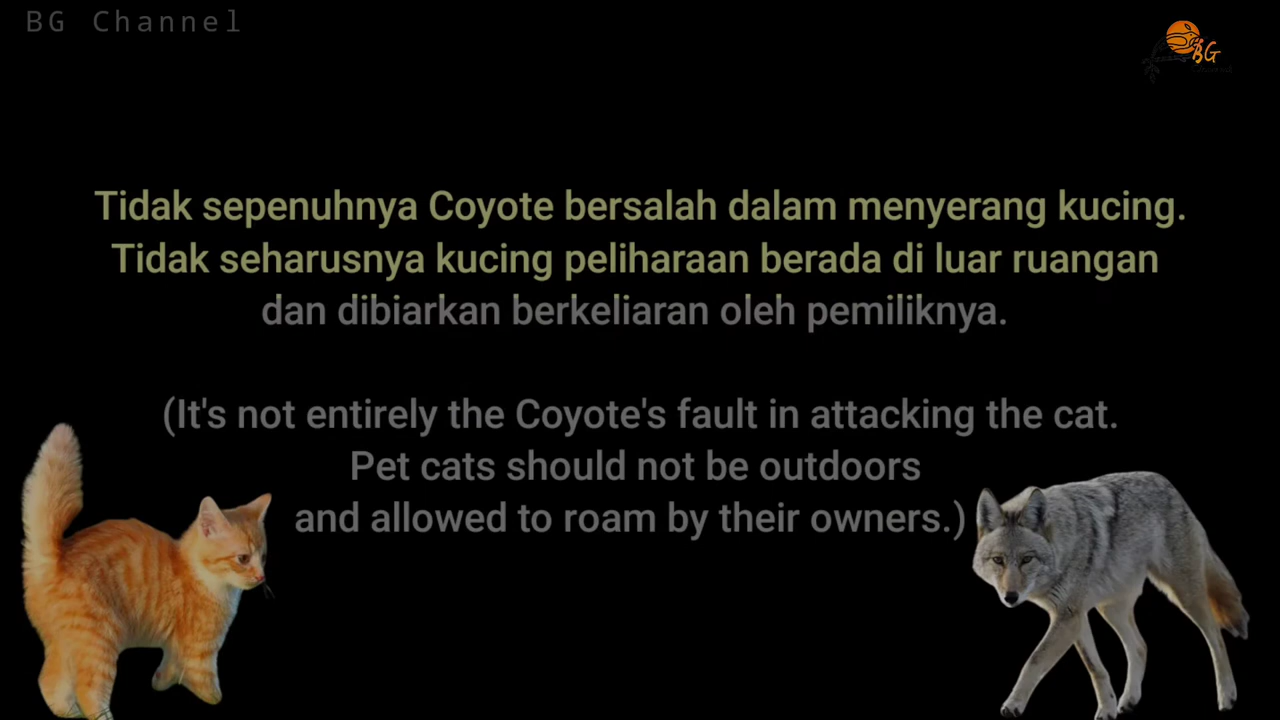 BG Channel
BG
Tidak sepenuhnya Coyote bersalah dalam menyerang kucing.
Tidak seharusnya kucing peliharaan berada di luar ruangan
dan dibiarkan berkeliaran oleh pemiliknya.
(It's not entirely the Coyote's fault in attacking the cat.
Pet cats should not be outdoors
and allowed to roam by their owners.)